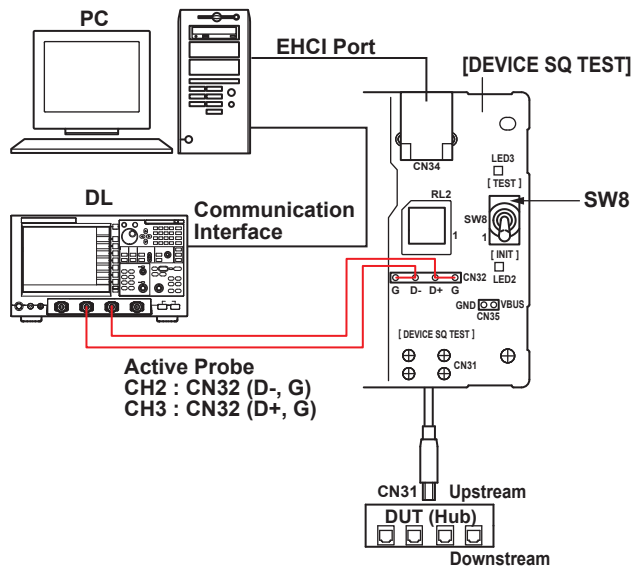 PC
EHCI Port
[DEVICE SQ TEST]
CN34
LED3
[ TEST ]
SW8
RL2
SW8
1
1
DL
Communication
Interface
[ INIT ]
LED2
CN32
G D- D+ G
GND VBUS
CN35
[ DEVICE SQ TEST ]
CN31
Active Probe
CH2 : CN32 (D-, G)
CH3 : CN32 (D+, G)
CN31 Upstream
DUT (Hub)
Downstream